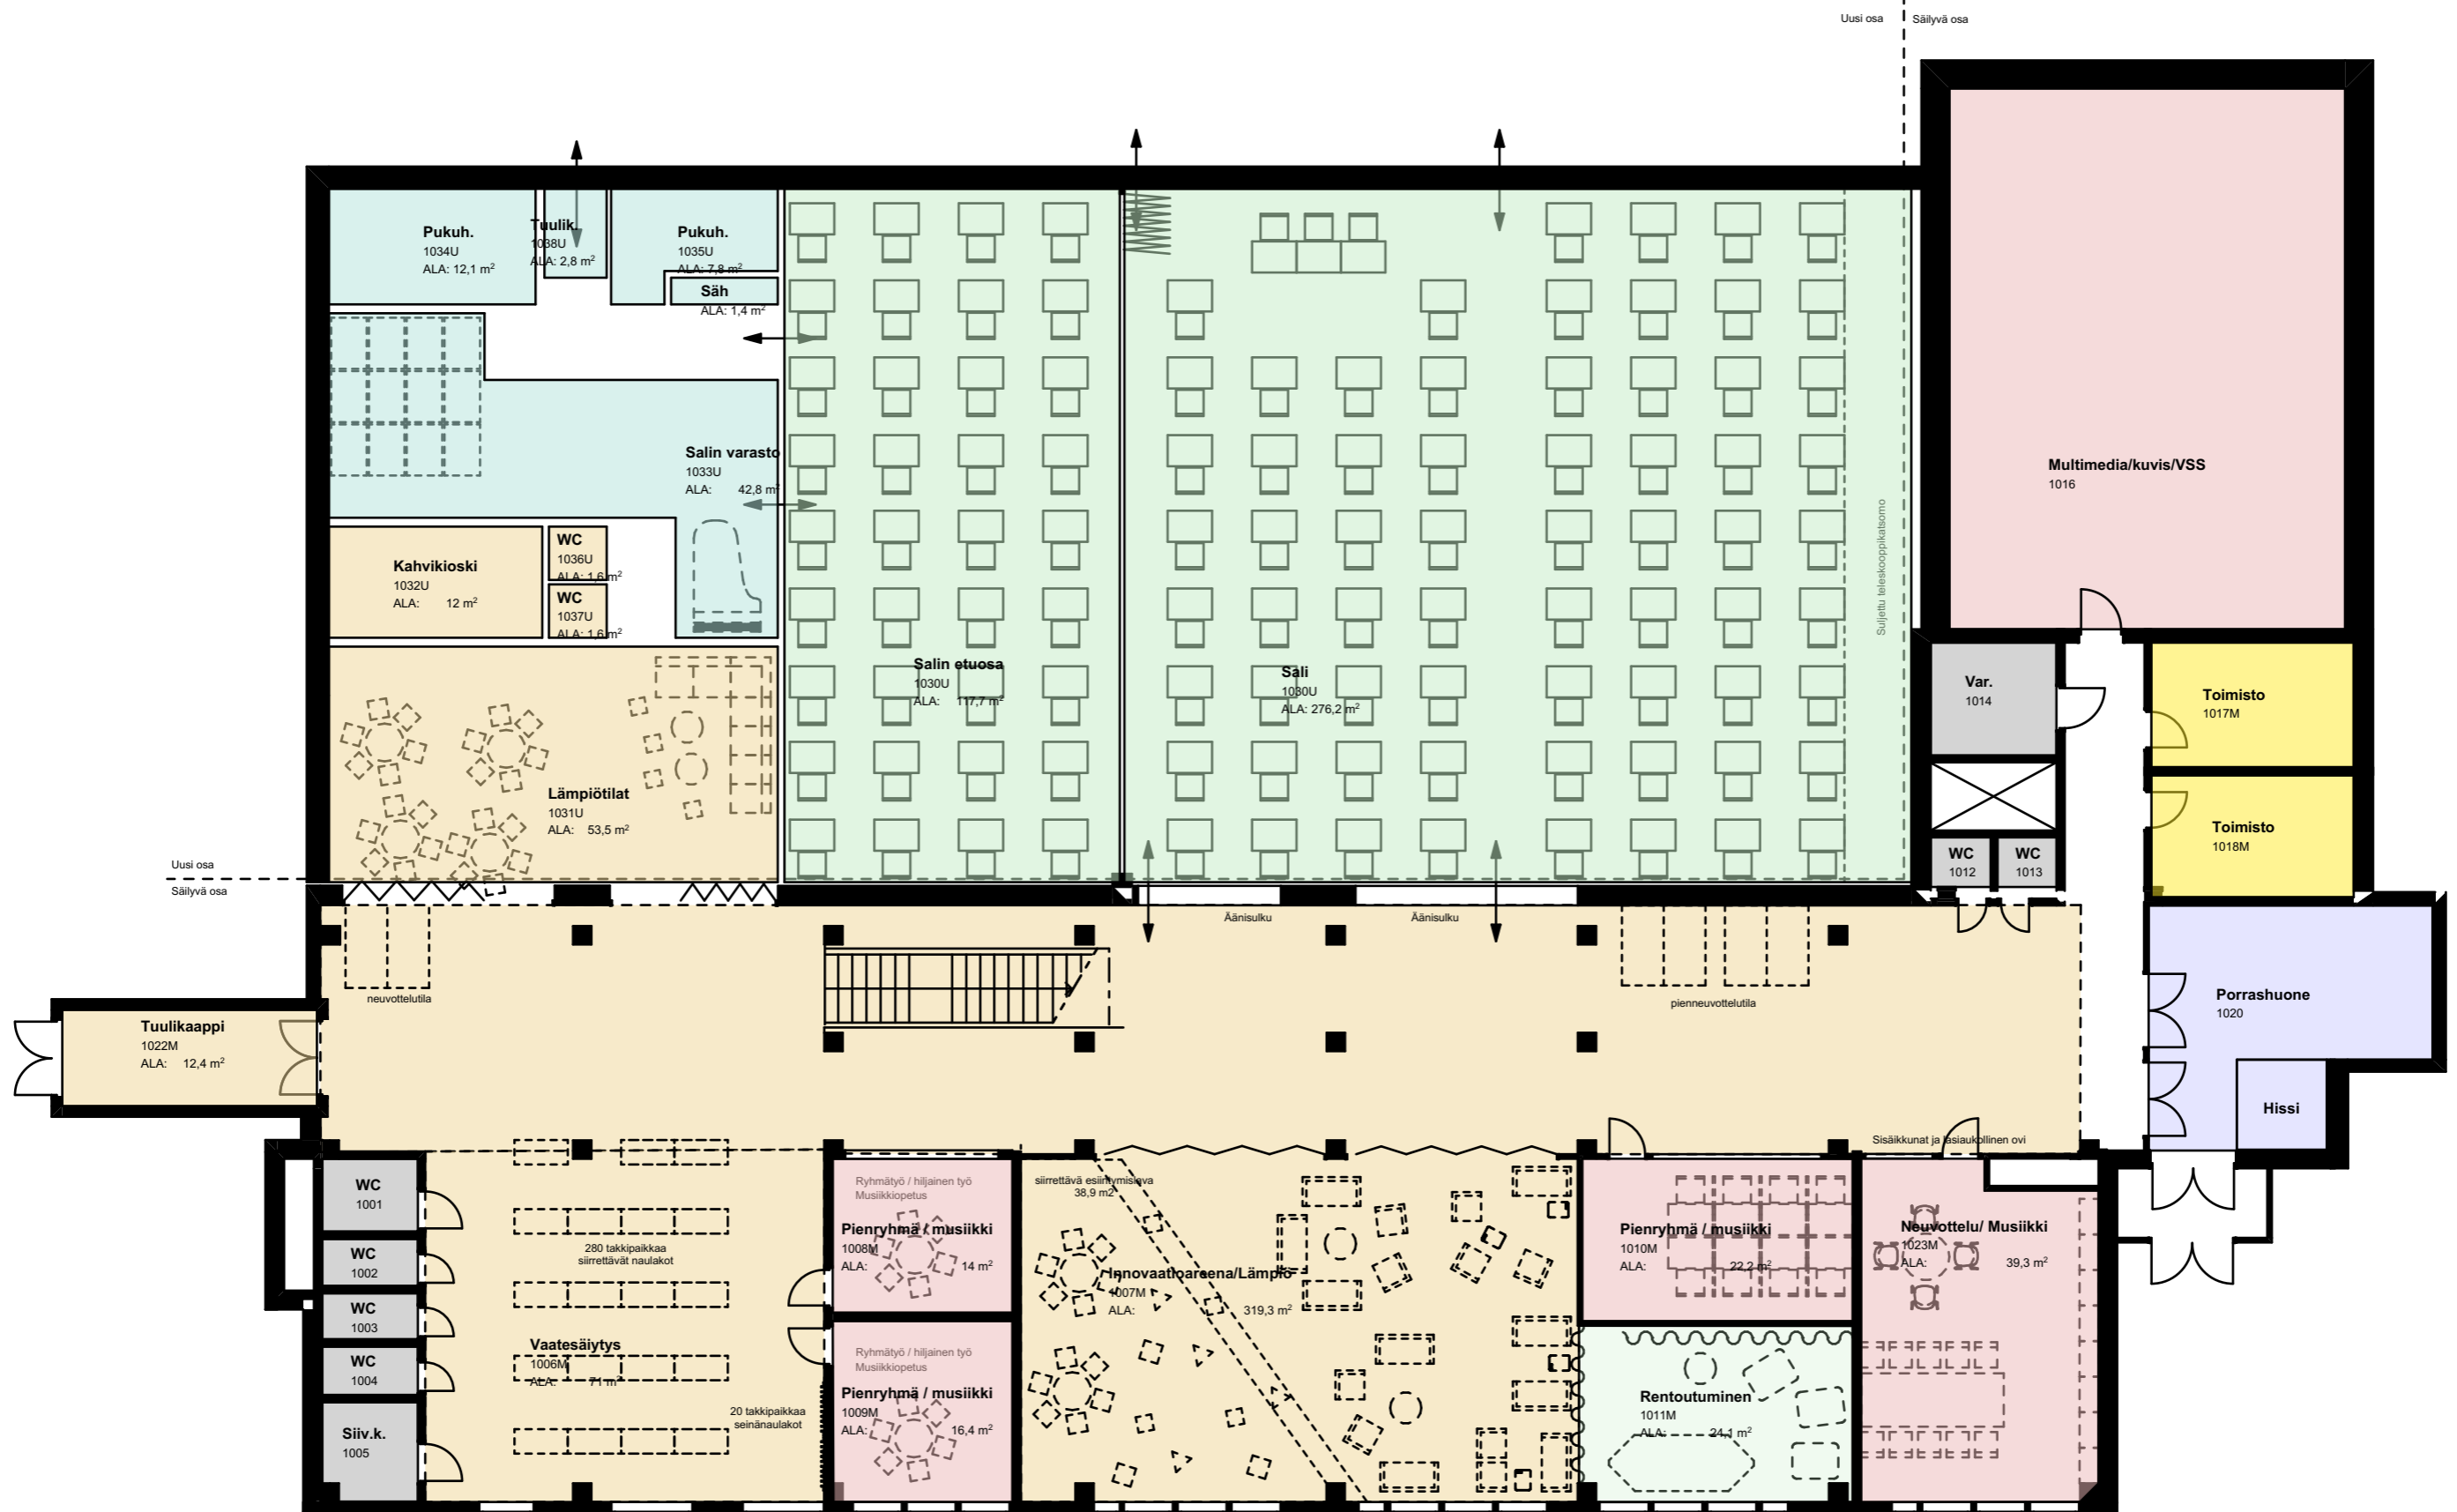 Uusi osa
Säilyvä osa
Pukuh.
1034U
ALA: 12,1 m²
Tuulik.
1038U
ALA: 2,8 m²
Pukuh.
1035U
ALA: 7,8 m²
Säh
ALA: 1,4 m²
Salin varasto
1033U
ALA: 42,8 m²
Kahvikioski
1032U
ALA: 12 m²
WC
1036U
ALA: 1,6 m²
WC
1037U
ALA: 1,6 m²
Lämpiötilat
1031U
ALA: 53,5 m²
Salin etuosa
1030U
ALA: 117,7 m²
Sali
1030U
ALA: 276,2 m²
Suljettu teleskooppikatsomo
Multimedia/kuvis/VSS
1016
Var.
1014
Toimisto
1017M
Toimisto
1018M
WC
1012
WC
1013
Uusi osa
Säilyvä osa
Äänisulku
Äänisulku
neuvottelutila
pienneuvottelutila
Tuulikaappi
1022M
ALA: 12,4 m²
Porrashuone
1020
Hissi
Sisäikkunat ja lasiaukollinen ovi
WC
1001
WC
1002
WC
1003
WC
1004
Siiv.k.
1005
280 takkipaikkaa
siirrettävät naulakot
Vaatesäiytys
1006M
ALA: 71 m²
20 takkipaikkaa
seinänaulakot
Ryhmätyö / hiljainen työ
Musiikkiopetus
Pienryhmä / musiikki
1008M
ALA: 14 m²
Ryhmätyö / hiljainen työ
Musiikkiopetus
Pienryhmä / musiikki
1009M
ALA: 16,4 m²
siirrettävä esiintymislava
38,9 m2
Innovaatioareena/Lämpiö
1007M
ALA: 319,3 m²
Pienryhmä / musiikki
1010M
ALA: 22,2 m²
Rentoutuminen
1011M
ALA: 24,1 m²
Neuvottelu/ Musiikki
1023M
ALA: 39,3 m²